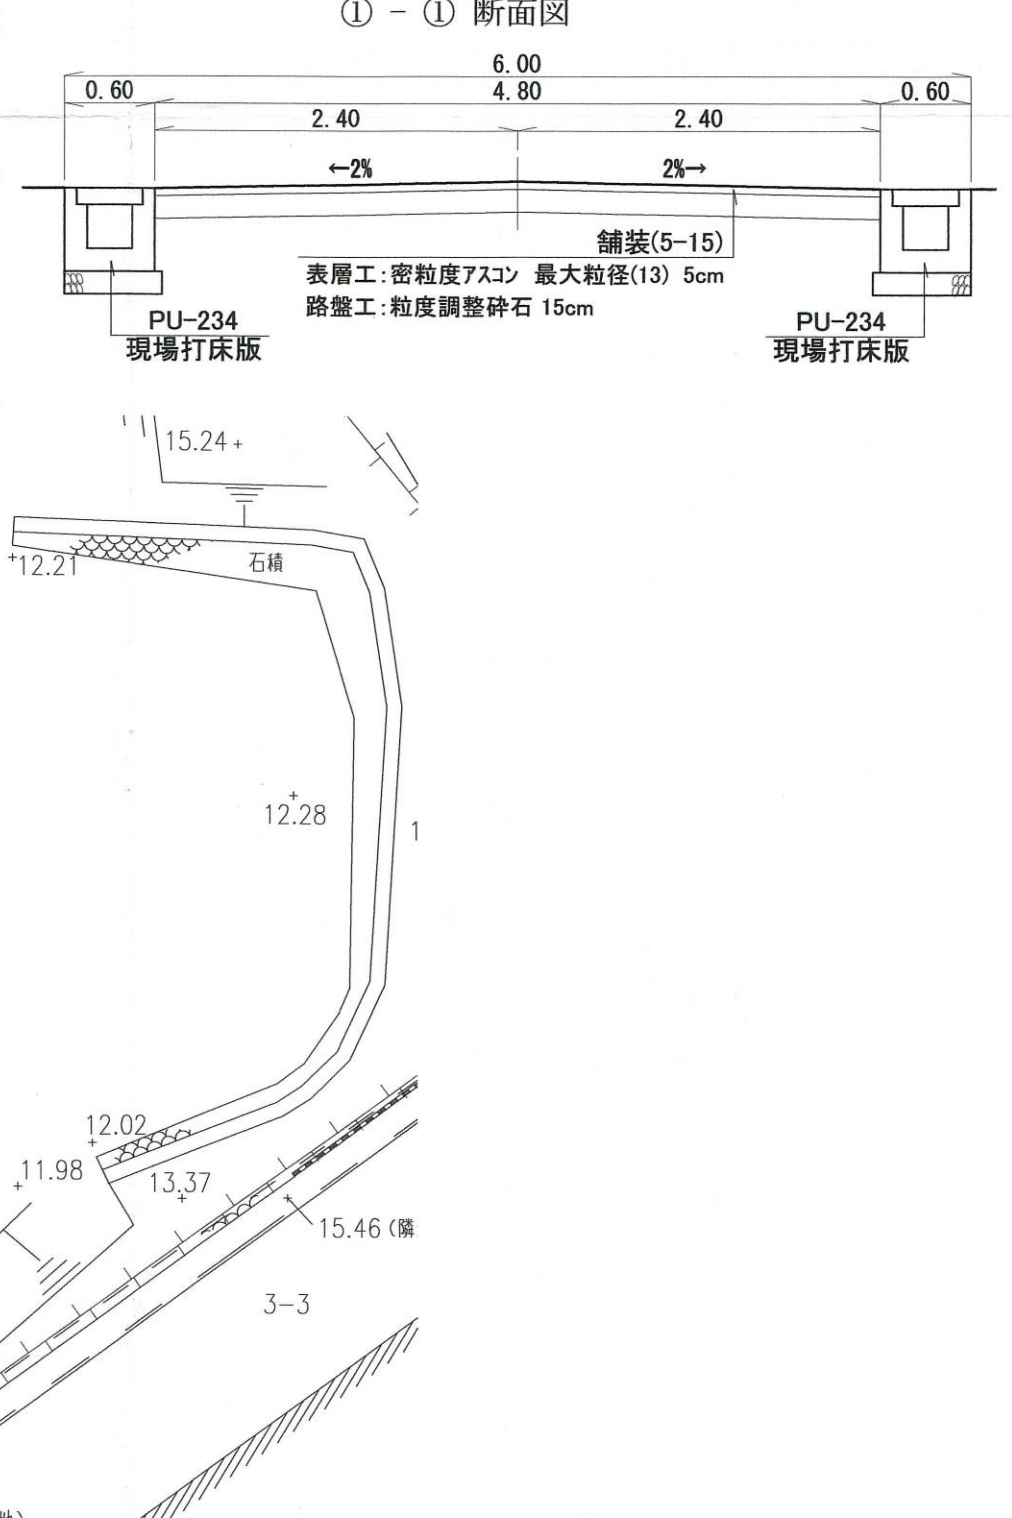 ① - ① 断面図
6.00
0.60 4.80 0.60
2.40 2.40
←2% 2%→
舗装(5-15)
表層工:密粒度アスコン 最大粒径(13) 5cm
路盤工:粒度調整砕石 15cm
PU-234
現場打床版
PU-234
現場打床版
15.24
12.21
石積
12.28
1
12.02
11.98
13.37
15.46(隣
3-3